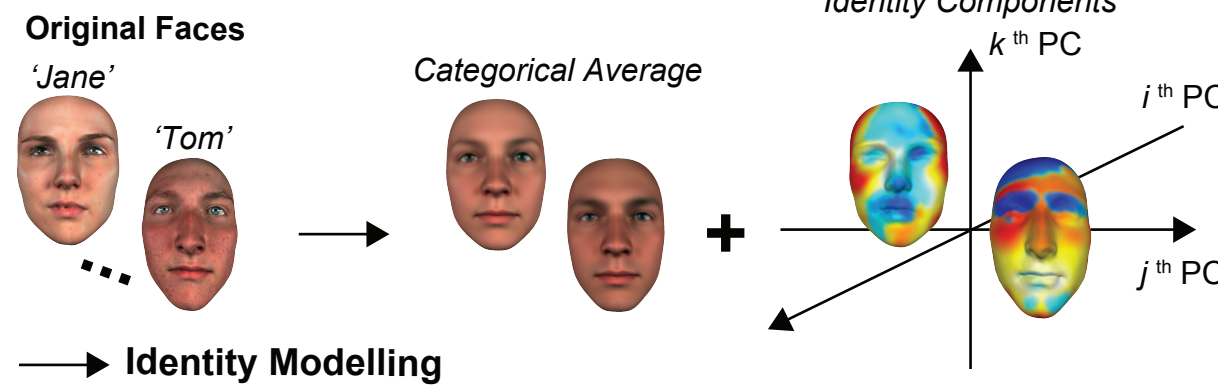 Identity Components
Original Faces
k th PC
‘Jane’
Categorical Average
i th PC
‘Tom’
+
j th PC
Identity Modelling